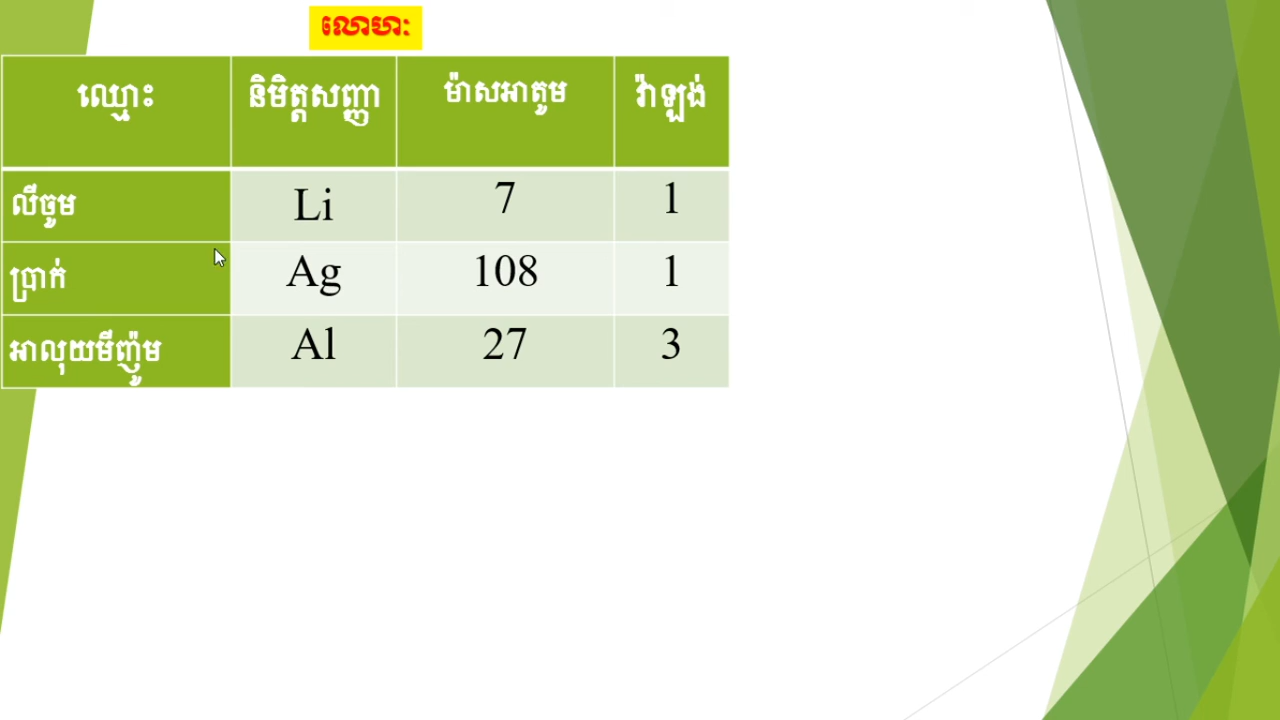 លោហៈ
ឈ្មោះ និមិត្តសញ្ញា ម៉ាសអាតូម វ៉ាឡង់
លីចូម Li 7 1
ប្រាក់ Ag 108 1
អាលុយមីញ៉ូម Al 27 3